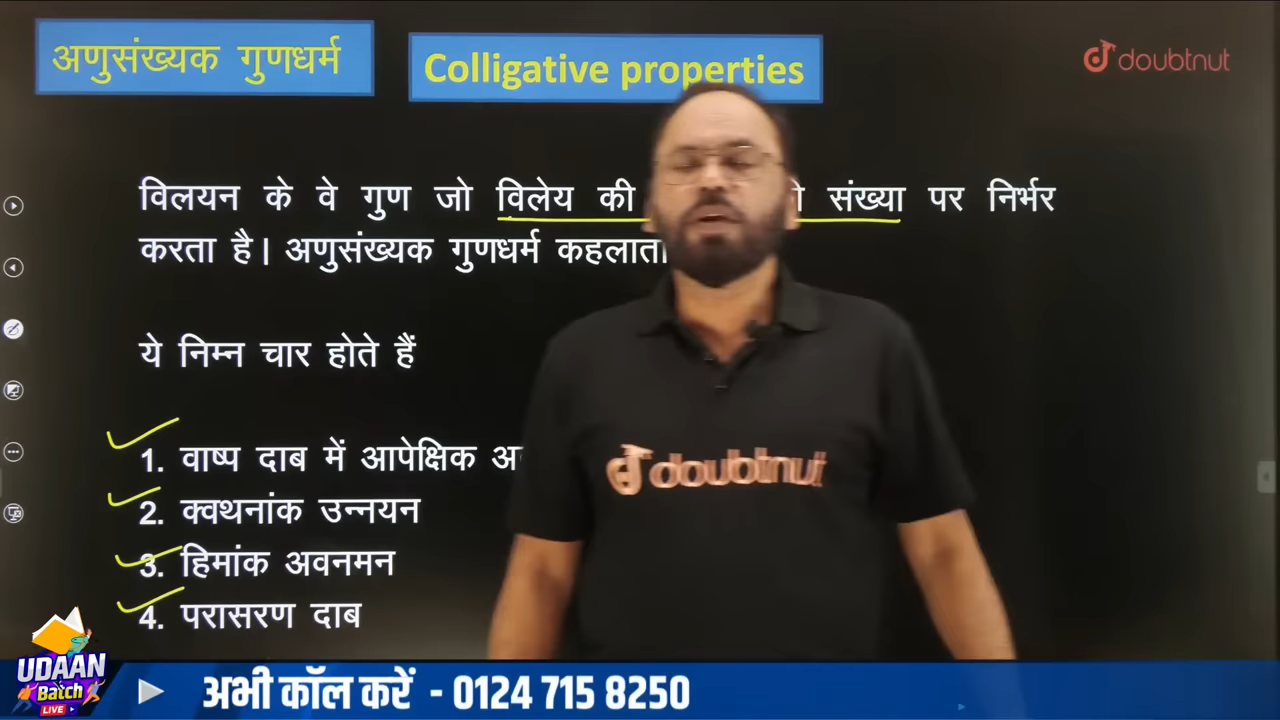 अणुसंख्यक गुणधर्म
Colligative properties
doubtnut
विलयन के वे गुण जो विलेय की संख्या पर निर्भर
करता है। अणुसंख्यक गुणधर्म कहलाता
ये निम्न चार होते हैं
1. वाष्प दाब में आपेक्षिक
2. क्वथनांक उन्नयन
3. हिमांक अवनमन
4. परासरण दाब
doubtnut
UDAAN
Batch
LIVE
अभी कॉल करें - 0124 715 8250